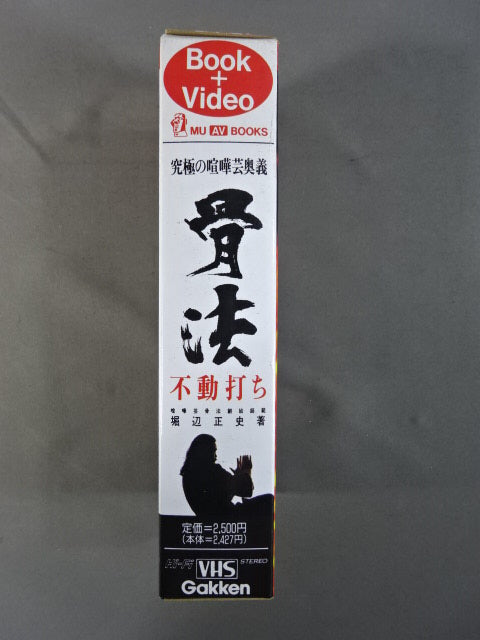 Book
+
Video
MU AV BOOKS
究極の喧嘩芸奥義
骨法
不動打ち
喧嘩芸骨法創始師範
堀辺正史著
定価=2,500円
(本体=2,427円)
Hi-Fi VHS STEREO
Gakken